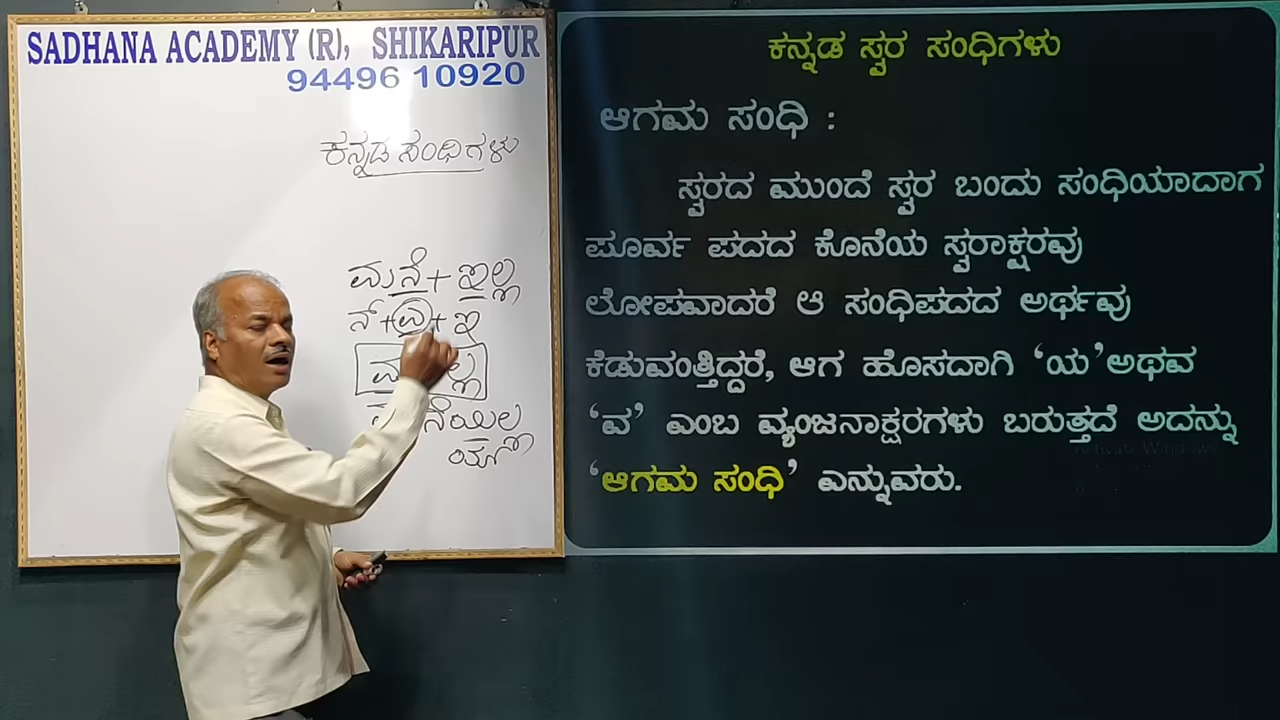 SADHANA ACADEMY (R), SHIKARIPUR
94496 10920
ಕನ್ನಡ ಸಂಧಿಗಳು
ಮನೆ + ಇಲ್ಲ
ನ್ + ಎ + ಇ
ನೆಯಿಲ್ಲ
ಕನ್ನಡ ಸ್ವರ ಸಂಧಿಗಳು
ಆಗಮ ಸಂಧಿ :
ಸ್ವರದ ಮುಂದೆ ಸ್ವರ ಬಂದು ಸಂಧಿಯಾದಾಗ
ಪೂರ್ವ ಪದದ ಕೊನೆಯ ಸ್ವರಾಕ್ಷರವು
ಲೋಪವಾದರೆ ಆ ಸಂಧಿಪದದ ಅರ್ಥವು
ಕೆಡುವಂತ್ತಿದ್ದರೆ, ಆಗ ಹೊಸದಾಗಿ ‘ಯ’ ಅಥವ
‘ವ’ ಎಂಬ ವ್ಯಂಜನಾಕ್ಷರಗಳು ಬರುತ್ತದೆ ಅದನ್ನು
‘ಆಗಮ ಸಂಧಿ’ ಎನ್ನುವರು.